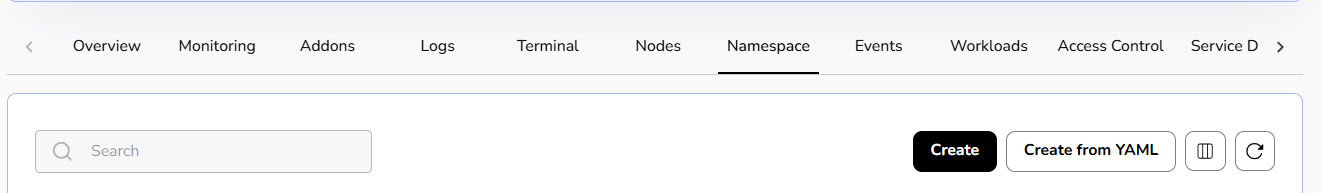 Overview Monitoring Addons Logs Terminal Nodes Namespace Events Workloads Access Control Service D
Search Create Create from YAML